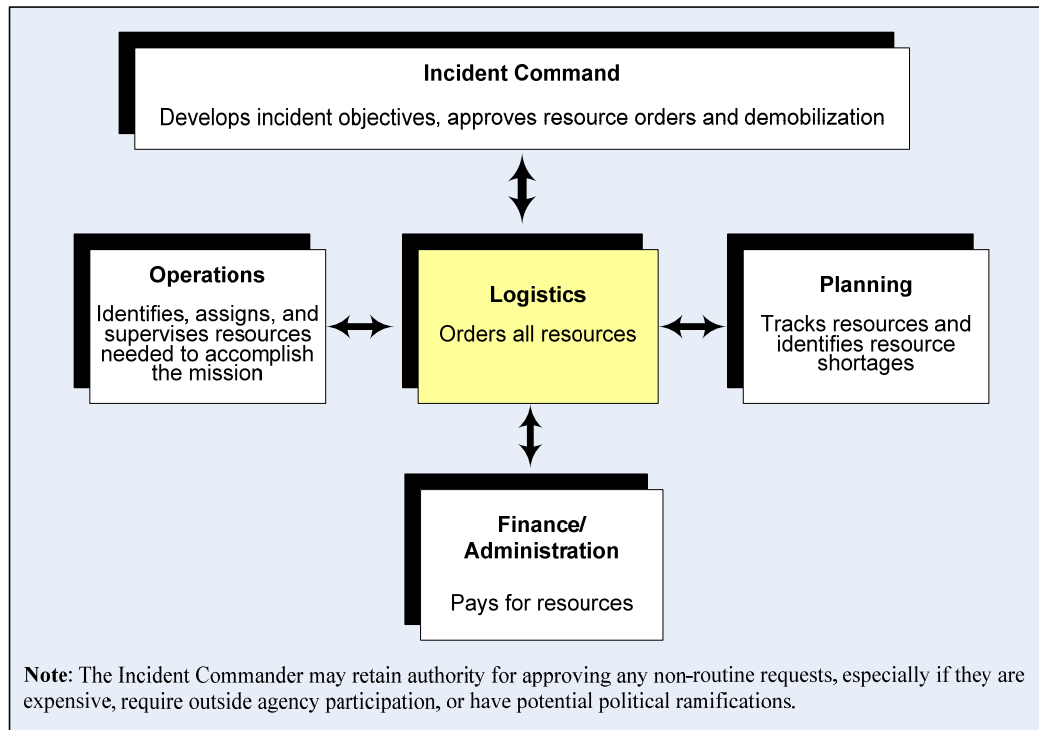 Incident Command
Develops incident objectives, approves resource orders and demobilization
Operations
Identifies, assigns, and
supervises resources
needed to accomplish
the mission
Logistics
Orders all resources
Planning
Tracks resources and
identifies resource
shortages
Finance/
Administration
Pays for resources
Note: The Incident Commander may retain authority for approving any non-routine requests, especially if they are
expensive, require outside agency participation, or have potential political ramifications.